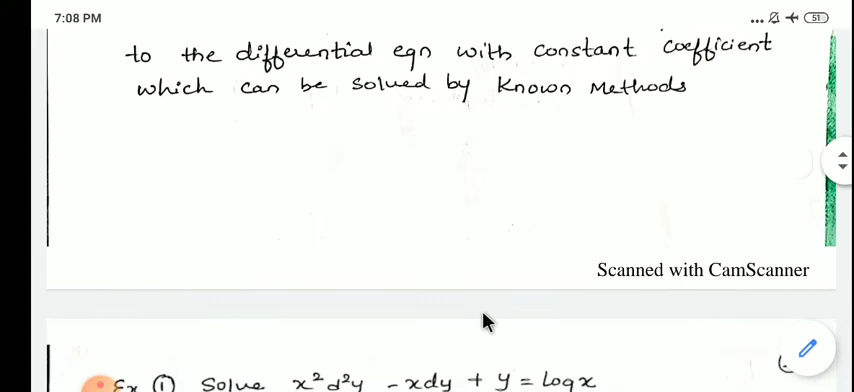 7:08 PM
... 51
to the differential eqn with constant coefficient
which can be solved by known Methods
Scanned with CamScanner
Ex ① Solve x²d²y - xdy + y = Log x